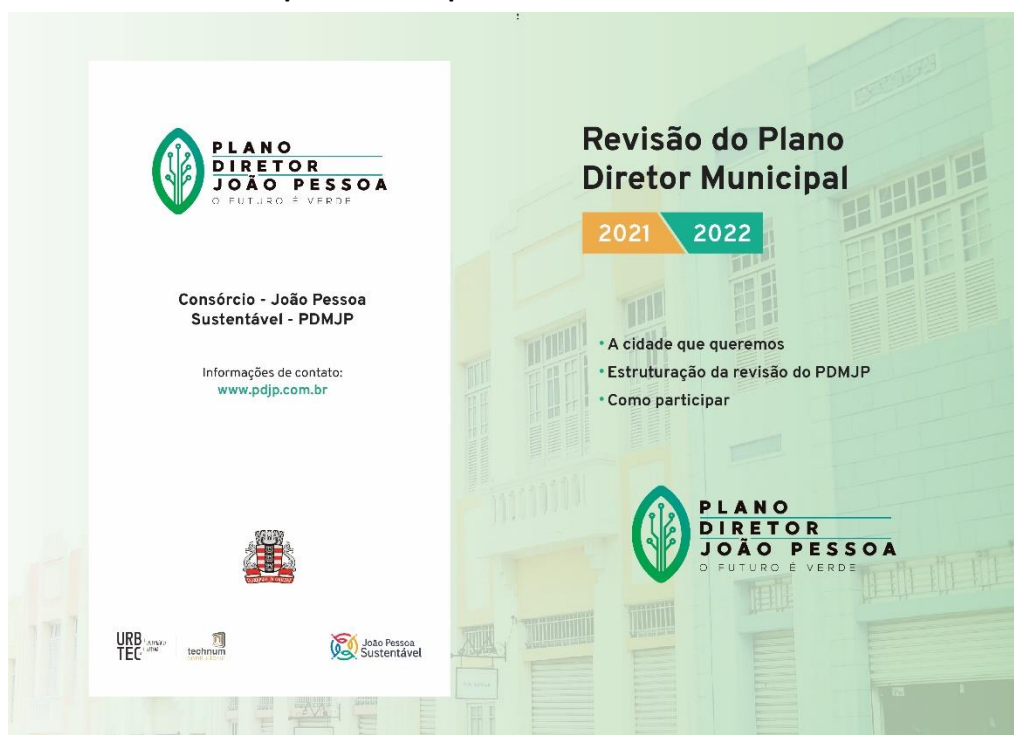 PLANO
DIRETOR
JOÃO PESSOA
O FUTURO É VERDE
Consórcio - João Pessoa
Sustentável - PDMJP
Informações de contato:
www.pdjp.com.br
URB
TEC
technum
João Pessoa
Sustentável
Revisão do Plano
Diretor Municipal
2021 2022
• A cidade que queremos
• Estruturação da revisão do PDMJP
• Como participar
PLANO
DIRETOR
JOÃO PESSOA
O FUTURO É VERDE